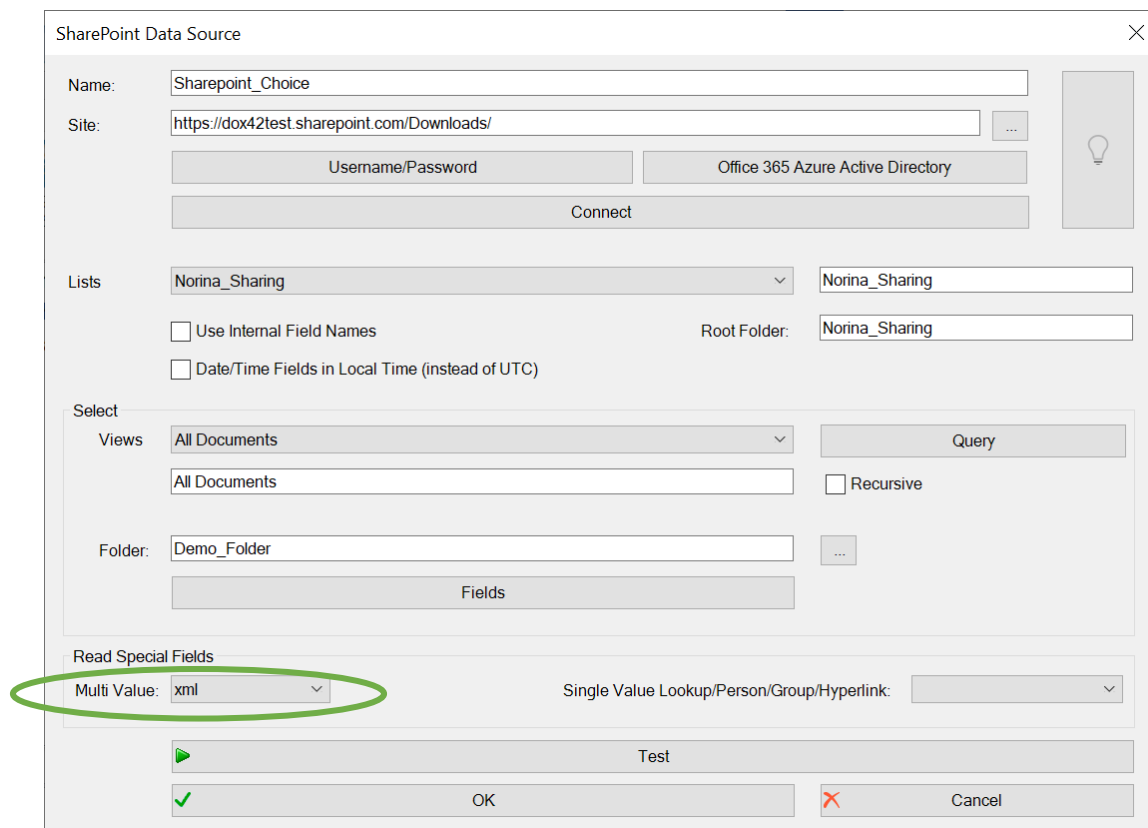 SharePoint Data Source
Name: Sharepoint_Choice
Site: https://dox42test.sharepoint.com/Downloads/ ...
Username/Password Office 365 Azure Active Directory
Connect
Lists Norina_Sharing Norina_Sharing
Use Internal Field Names Root Folder: Norina_Sharing
Date/Time Fields in Local Time (instead of UTC)
Select
Views All Documents Query
All Documents Recursive
Folder: Demo_Folder ...
Fields
Read Special Fields
Multi Value: xml Single Value Lookup/Person/Group/Hyperlink:
Test
OK Cancel